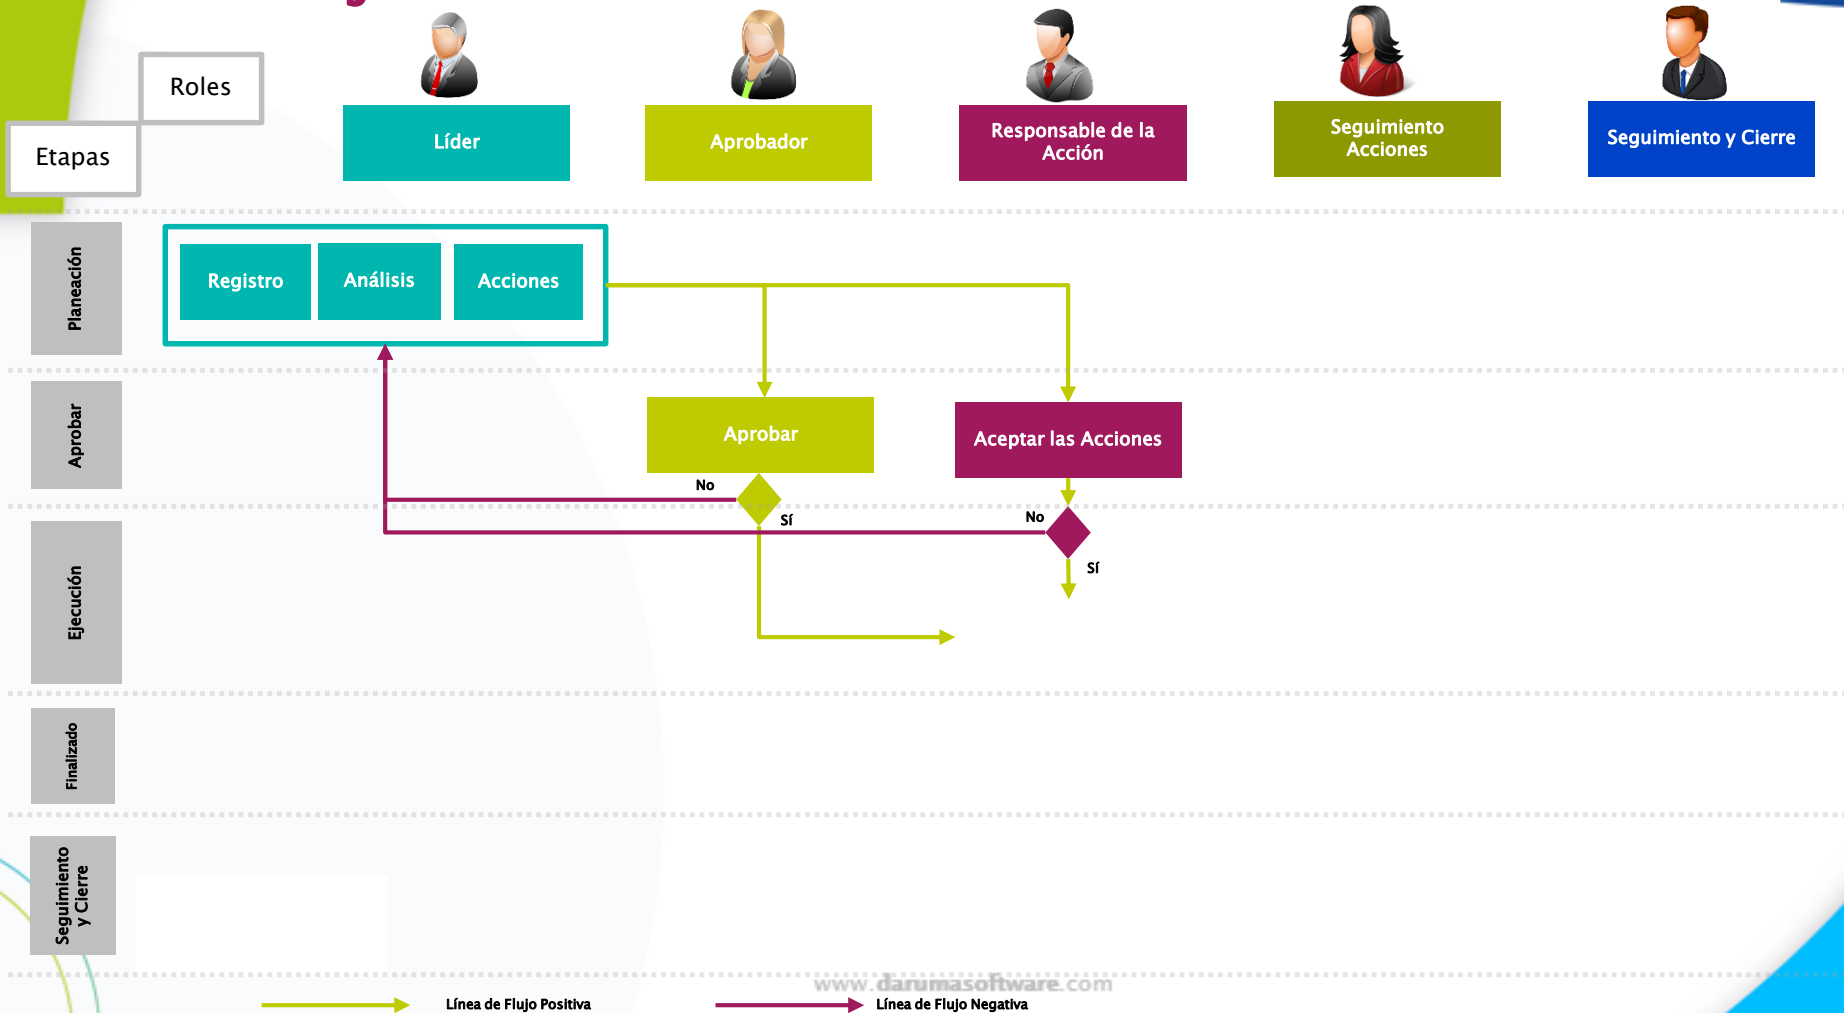 Roles
Etapas
Líder
Aprobador
Responsable de la
Acción
Seguimiento
Acciones
Seguimiento y Cierre
Planeación
Registro
Análisis
Acciones
Aprobar
Aprobar
Aceptar las Acciones
No
Sí
No
Sí
Ejecución
Finalizado
Seguimiento
y Cierre
www.darumasoftware.com
Línea de Flujo Positiva
Línea de Flujo Negativa